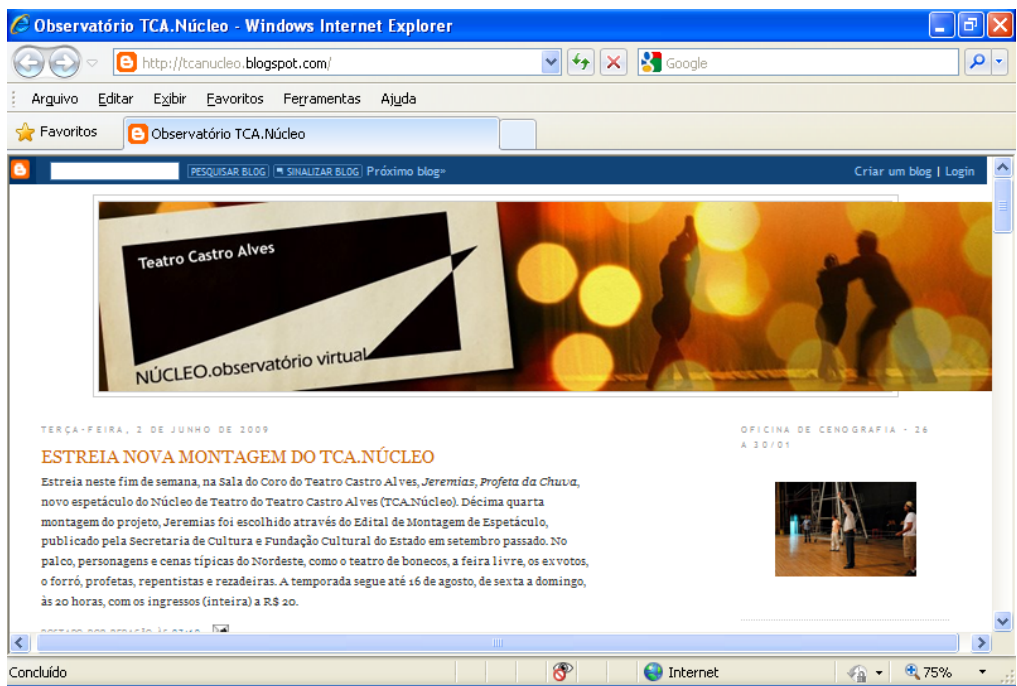 Observatório TCA.Núcleo - Windows Internet Explorer
http://tcanucleo.blogspot.com/
Google
Arquivo Editar Exibir Favoritos Ferramentas Ajuda
Favoritos
Observatório TCA.Núcleo
PESQUISAR BLOG SINALIZAR BLOG Próximo blog»
Criar um blog | Login
Teatro Castro Alves
NÚCLEO.observatório virtual
TERÇA-FEIRA, 2 DE JUNHO DE 2009
ESTREIA NOVA MONTAGEM DO TCA.NÚCLEO
Estreia neste fim de semana, na Sala do Coro do Teatro Castro Alves, Jeremias, Profeta da Chuva,
novo espetáculo do Núcleo de Teatro do Teatro Castro Alves (TCA.Núcleo). Décima quarta
montagem do projeto, Jeremias foi escolhido através do Edital de Montagem de Espetáculo,
publicado pela Secretaria de Cultura e Fundação Cultural do Estado em setembro passado. No
palco, personagens e cenas típicas do Nordeste, como o teatro de bonecos, a feira livre, os exvotos,
o forró, profetas, repentistas e rezadeiras. A temporada segue até 16 de agosto, de sexta a domingo,
às 20 horas, com os ingressos (inteira) a R$ 20.
OFICINA DE CENOGRAFIA - 26
A 30/01
Concluído
Internet
75%